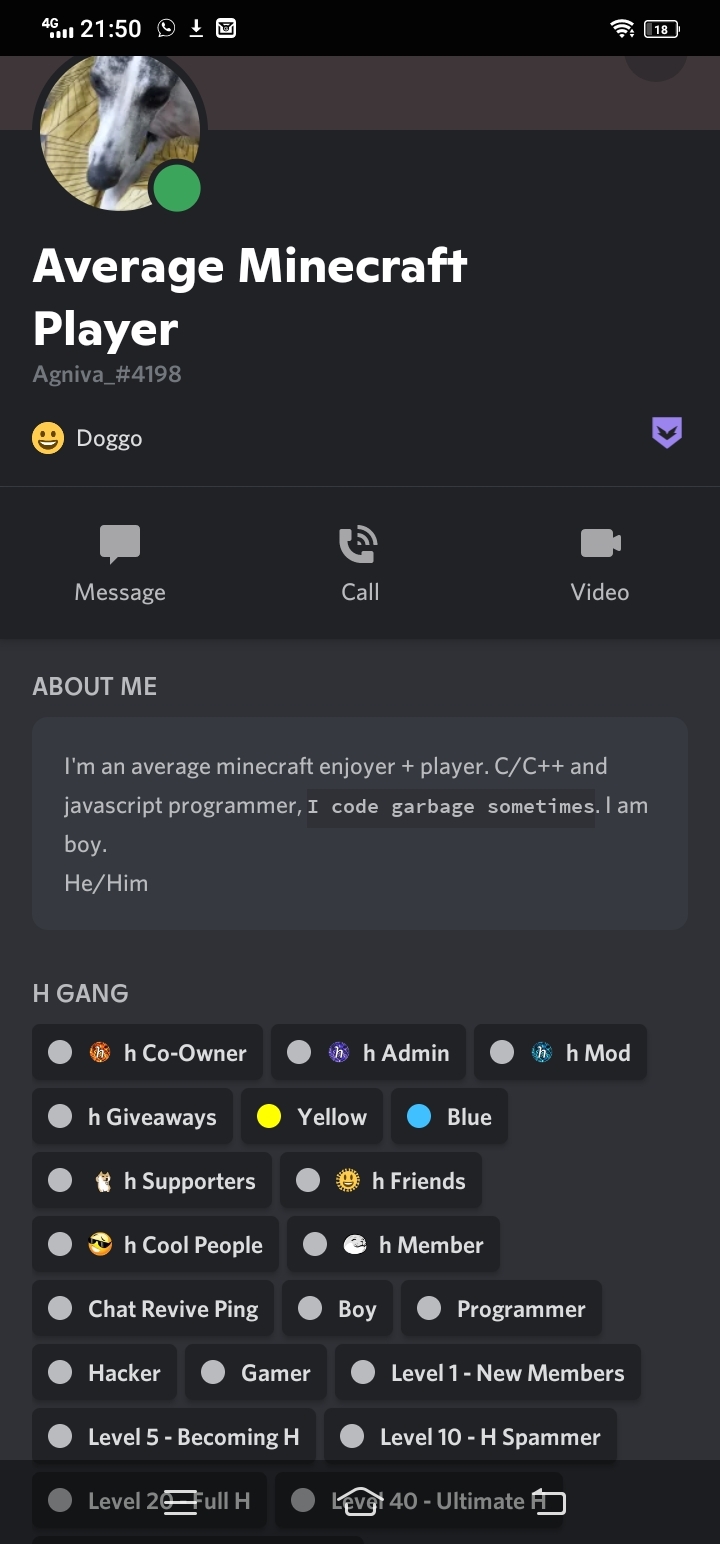 4G 21:50 18
Average Minecraft
Player
Agniva_#4198
Doggo
Message Call Video
ABOUT ME
I'm an average minecraft enjoyer + player. C/C++ and
javascript programmer, I code garbage sometimes. I am
boy.
He/Him
H GANG
h Co-Owner h Admin h Mod
h Giveaways Yellow Blue
h Supporters h Friends
h Cool People h Member
Chat Revive Ping Boy Programmer
Hacker Gamer Level 1 - New Members
Level 5 - Becoming H Level 10 - H Spammer
Level 20 - Full H Level 40 - Ultimate H